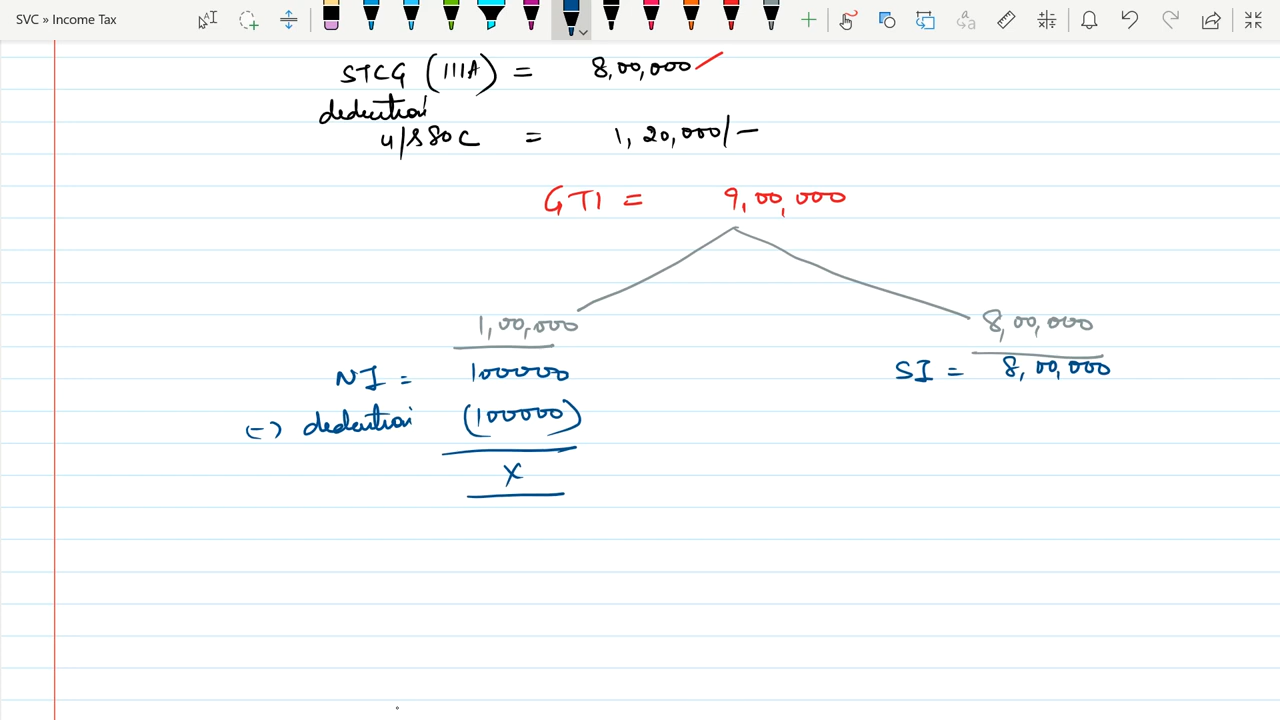 SVC » Income Tax
STCG (111A) = 8,00,000
deduction
u/s 80C = 1,20,000/-
GTI = 9,00,000
1,00,000 8,00,000
NI = 100000 SI = 8,00,000
(-) deduction (100000)
X